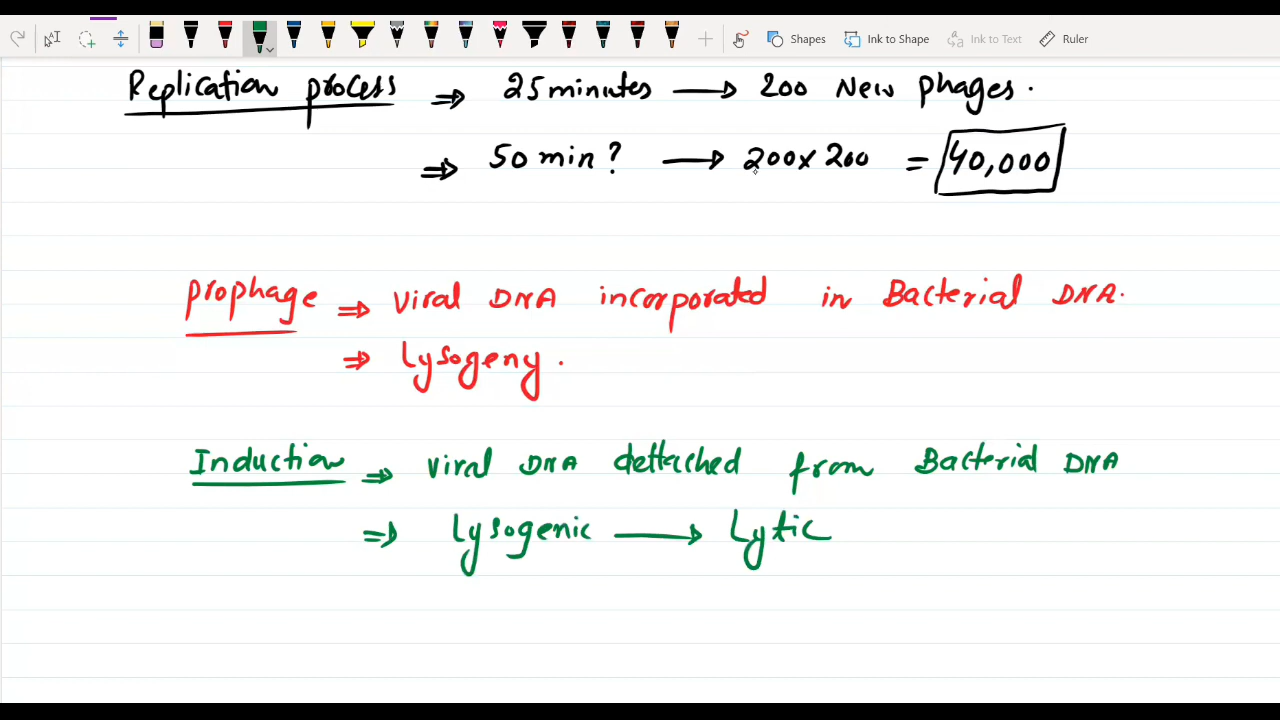 Shapes Ink to Shape Ink to Text Ruler
Replication process ⇒ 25 minutes → 200 New phages.
⇒ 50 min? → 200 x 200 = 40,000
prophage ⇒ viral DNA incorporated in Bacterial DNA.
⇒ Lysogeny.
Induction ⇒ viral DNA dettached from Bacterial DNA
⇒ Lysogenic → Lytic